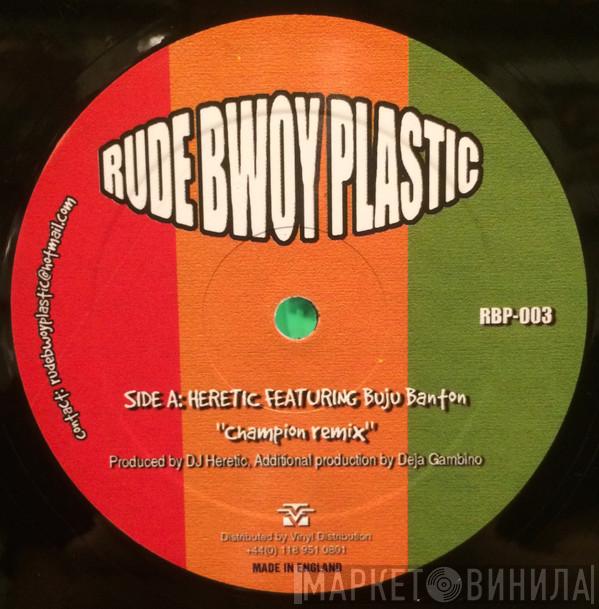 RUDE BWOY PLASTIC
contact: rudebwoyplastic@hotmail.com
RBP-003
SIDE A: HERETIC FEATURING Buju Banton
"Champion remix"
Produced by DJ Heretic, Additional production by Deja Gambino
Distributed by Vinyl Distribution
+44(0) 118 951 0801
MADE IN ENGLAND
МАРКЕТ ВИНИЛА